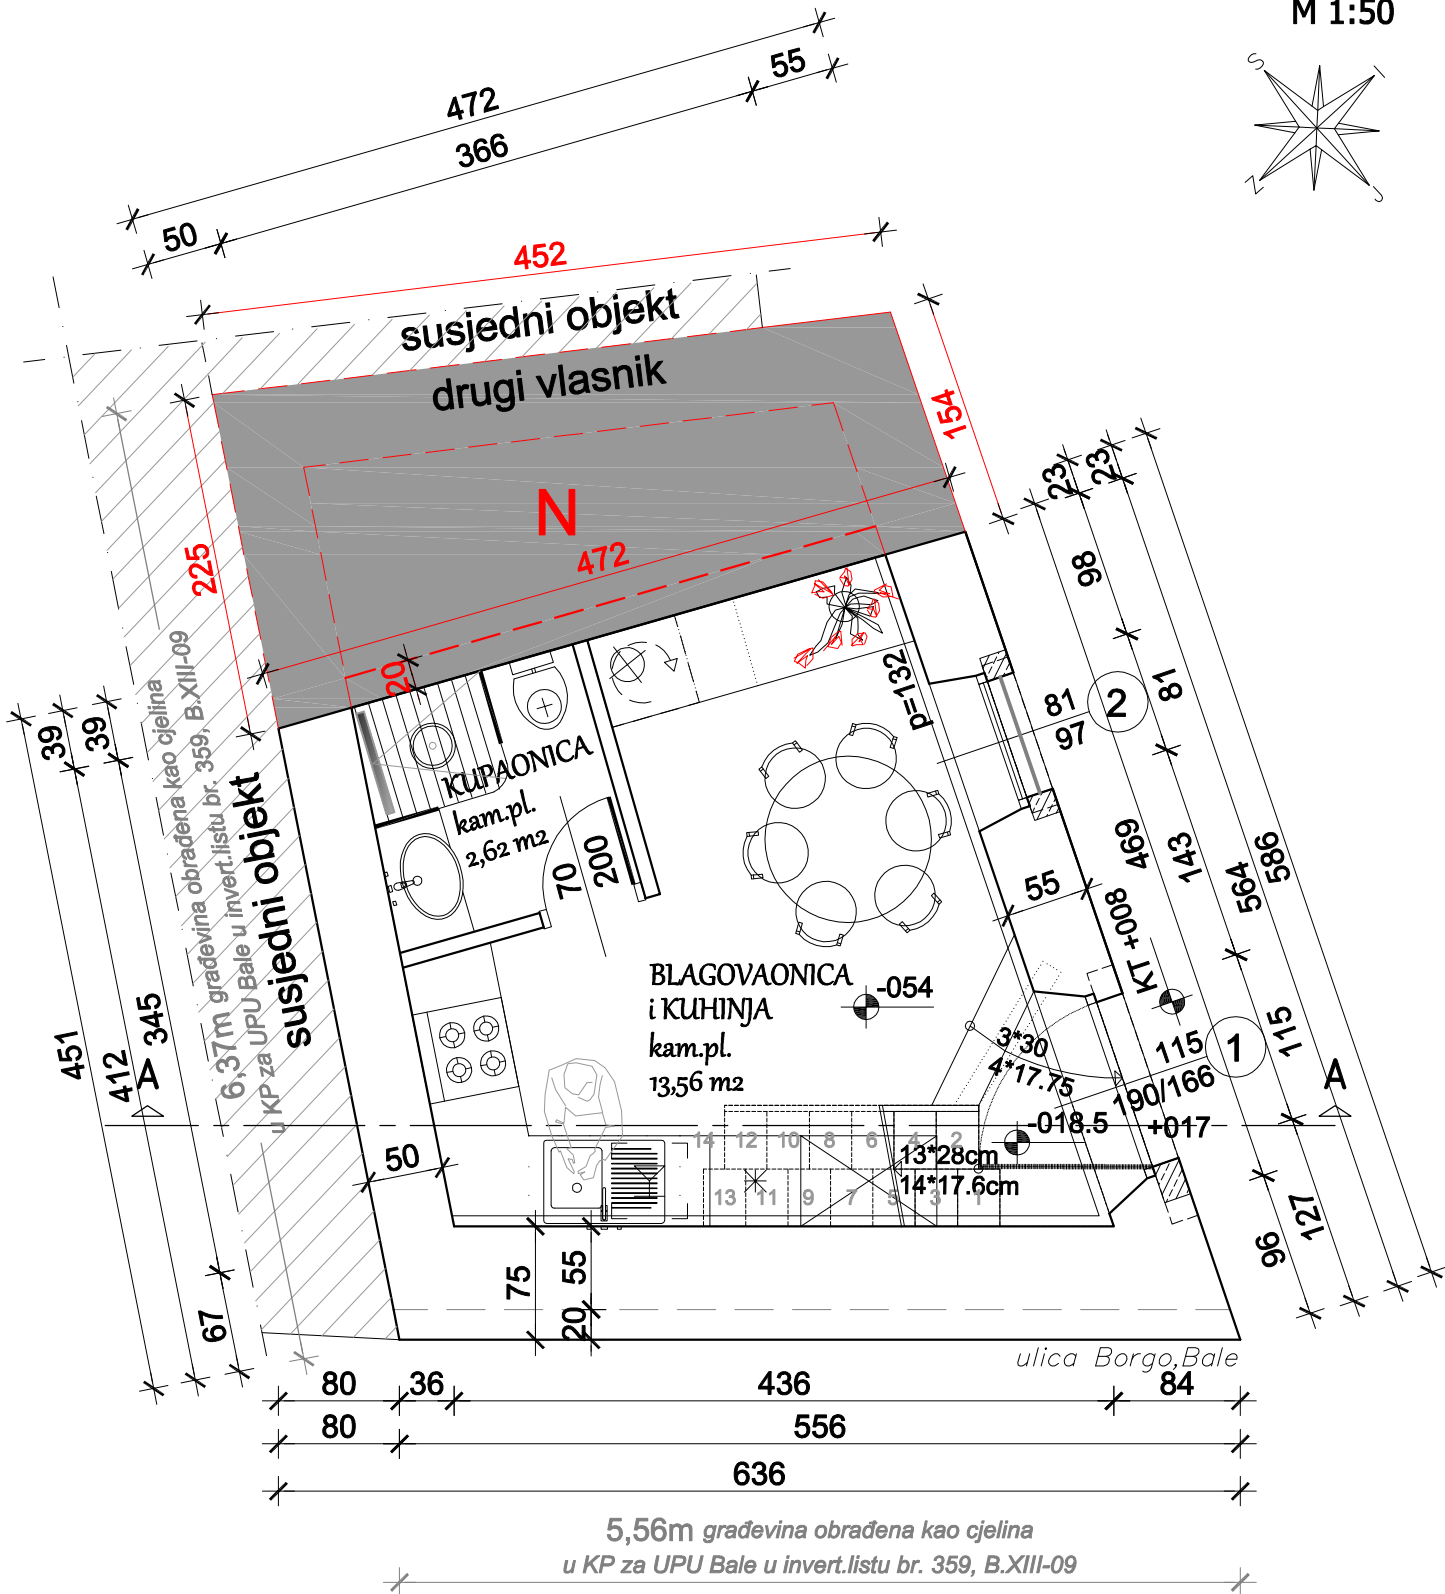 M 1:50
S
I
Z
J
472
55
366
50
452
susjedni objekt
drugi vlasnik
154
N
472
225
20
23
23
98
81
p=132
81
97
2
39
39
KUPAONICA
kam.pl.
2,62 m2
70
200
469
143
564
586
55
KT +008
susjedni objekt
6,37m građevina obrađena kao cjelina
u KP za UPU Bale u invert.listu br. 359, B.XIII-09
BLAGOVAONICA
i KUHINJA
kam.pl.
13,56 m2
-054
3*30
4*17.75
115
190/166
1
115
451
412
345
A
A
-018.5
+017
14 12 10 8 6 4 2
13*28cm
14*17.6cm
13 11 9 7 5 3 1
50
75
55
20
67
96
127
ulica Borgo,Bale
80
36
436
84
80
556
636
5,56m građevina obrađena kao cjelina
u KP za UPU Bale u invert.listu br. 359, B.XIII-09